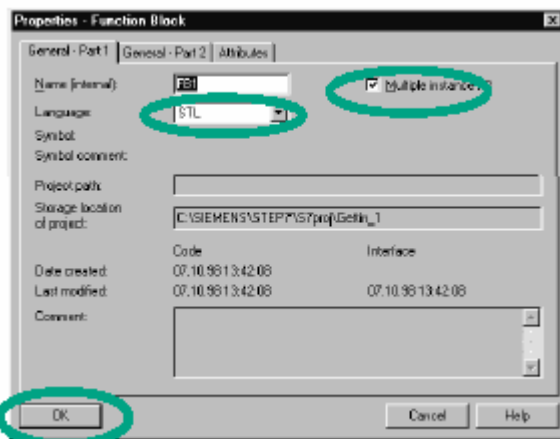 Properties - Function Block
General - Part 1 General - Part 2 Attributes
Name (internal): FB1 Multiple instance
Language: STL
Symbol:
Symbol comment:
Project path:
Storage location
of project: C:\SIEMENS\STEP7\S7proj\Gettin_1
Code Interface
Date created: 07.10.98 13:42:08
Last modified: 07.10.98 13:42:08 07.10.98 13:42:08
Comment:
OK Cancel Help